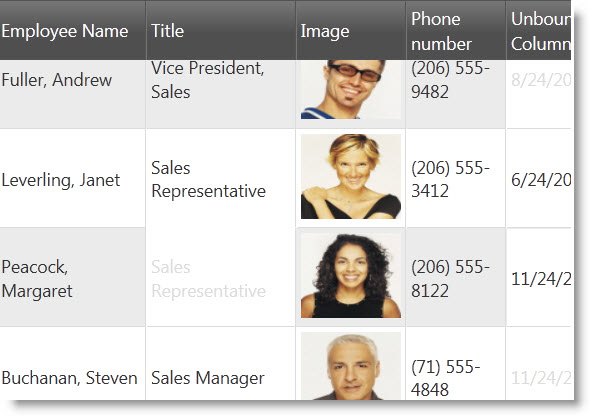 Employee Name Title Image Phone number Unbou Column
Fuller, Andrew Vice President, Sales (206) 555-9482 8/24/20
Leverling, Janet Sales Representative (206) 555-3412 6/24/20
Peacock, Margaret Sales Representative (206) 555-8122 11/24/2
Buchanan, Steven Sales Manager (71) 555-4848 11/24/2